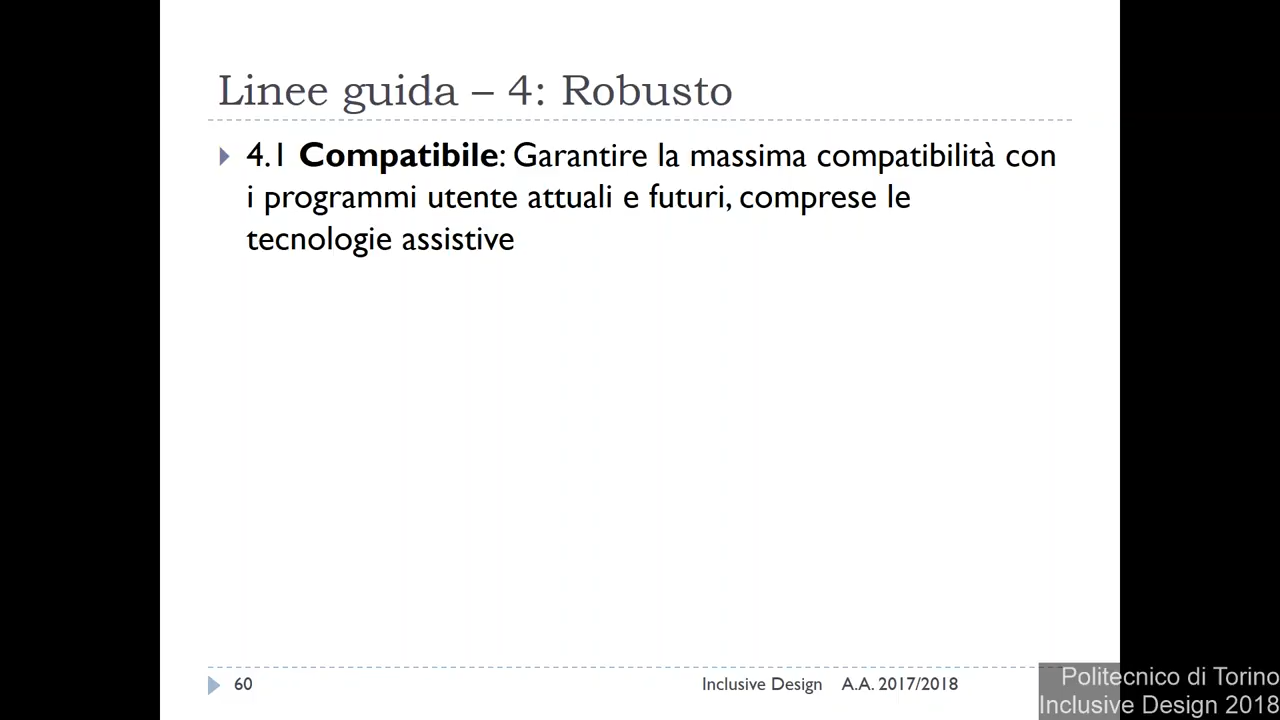 Linee guida – 4: Robusto
4.1 Compatibile: Garantire la massima compatibilità con
i programmi utente attuali e futuri, comprese le
tecnologie assistive
60
Inclusive Design A.A. 2017/2018
Politecnico di Torino
Inclusive Design 2018